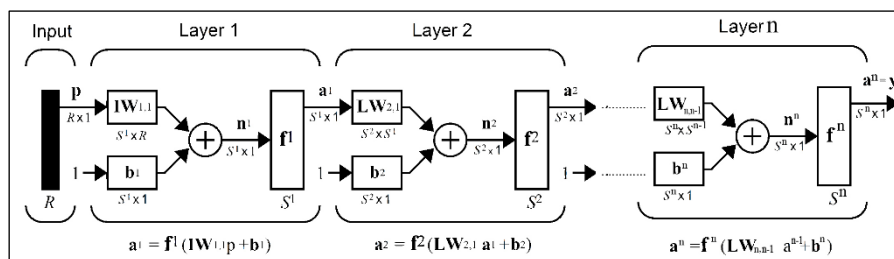 Input Layer 1 Layer 2 Layer n
p a1 a2 aⁿ= y
IW1,1 LW2,1 LWn,n-1
R×1 S¹×R n1 S1×1 S²×S¹ n2 S²×1 Sⁿ×Sⁿ⁻¹ nⁿ Sⁿ×1
+ f1 + f2 + fⁿ
S1×1 S²×1 Sⁿ×1
1 b1 1 b2 1 bⁿ
R S¹×1 S¹ S²×1 S² Sⁿ×1 Sⁿ
a1 = f1(IW1,1p +b1) a2 = f2(LW2,1 a1+b2) aⁿ=fⁿ(LWn,n-1 aⁿ⁻¹+bⁿ)